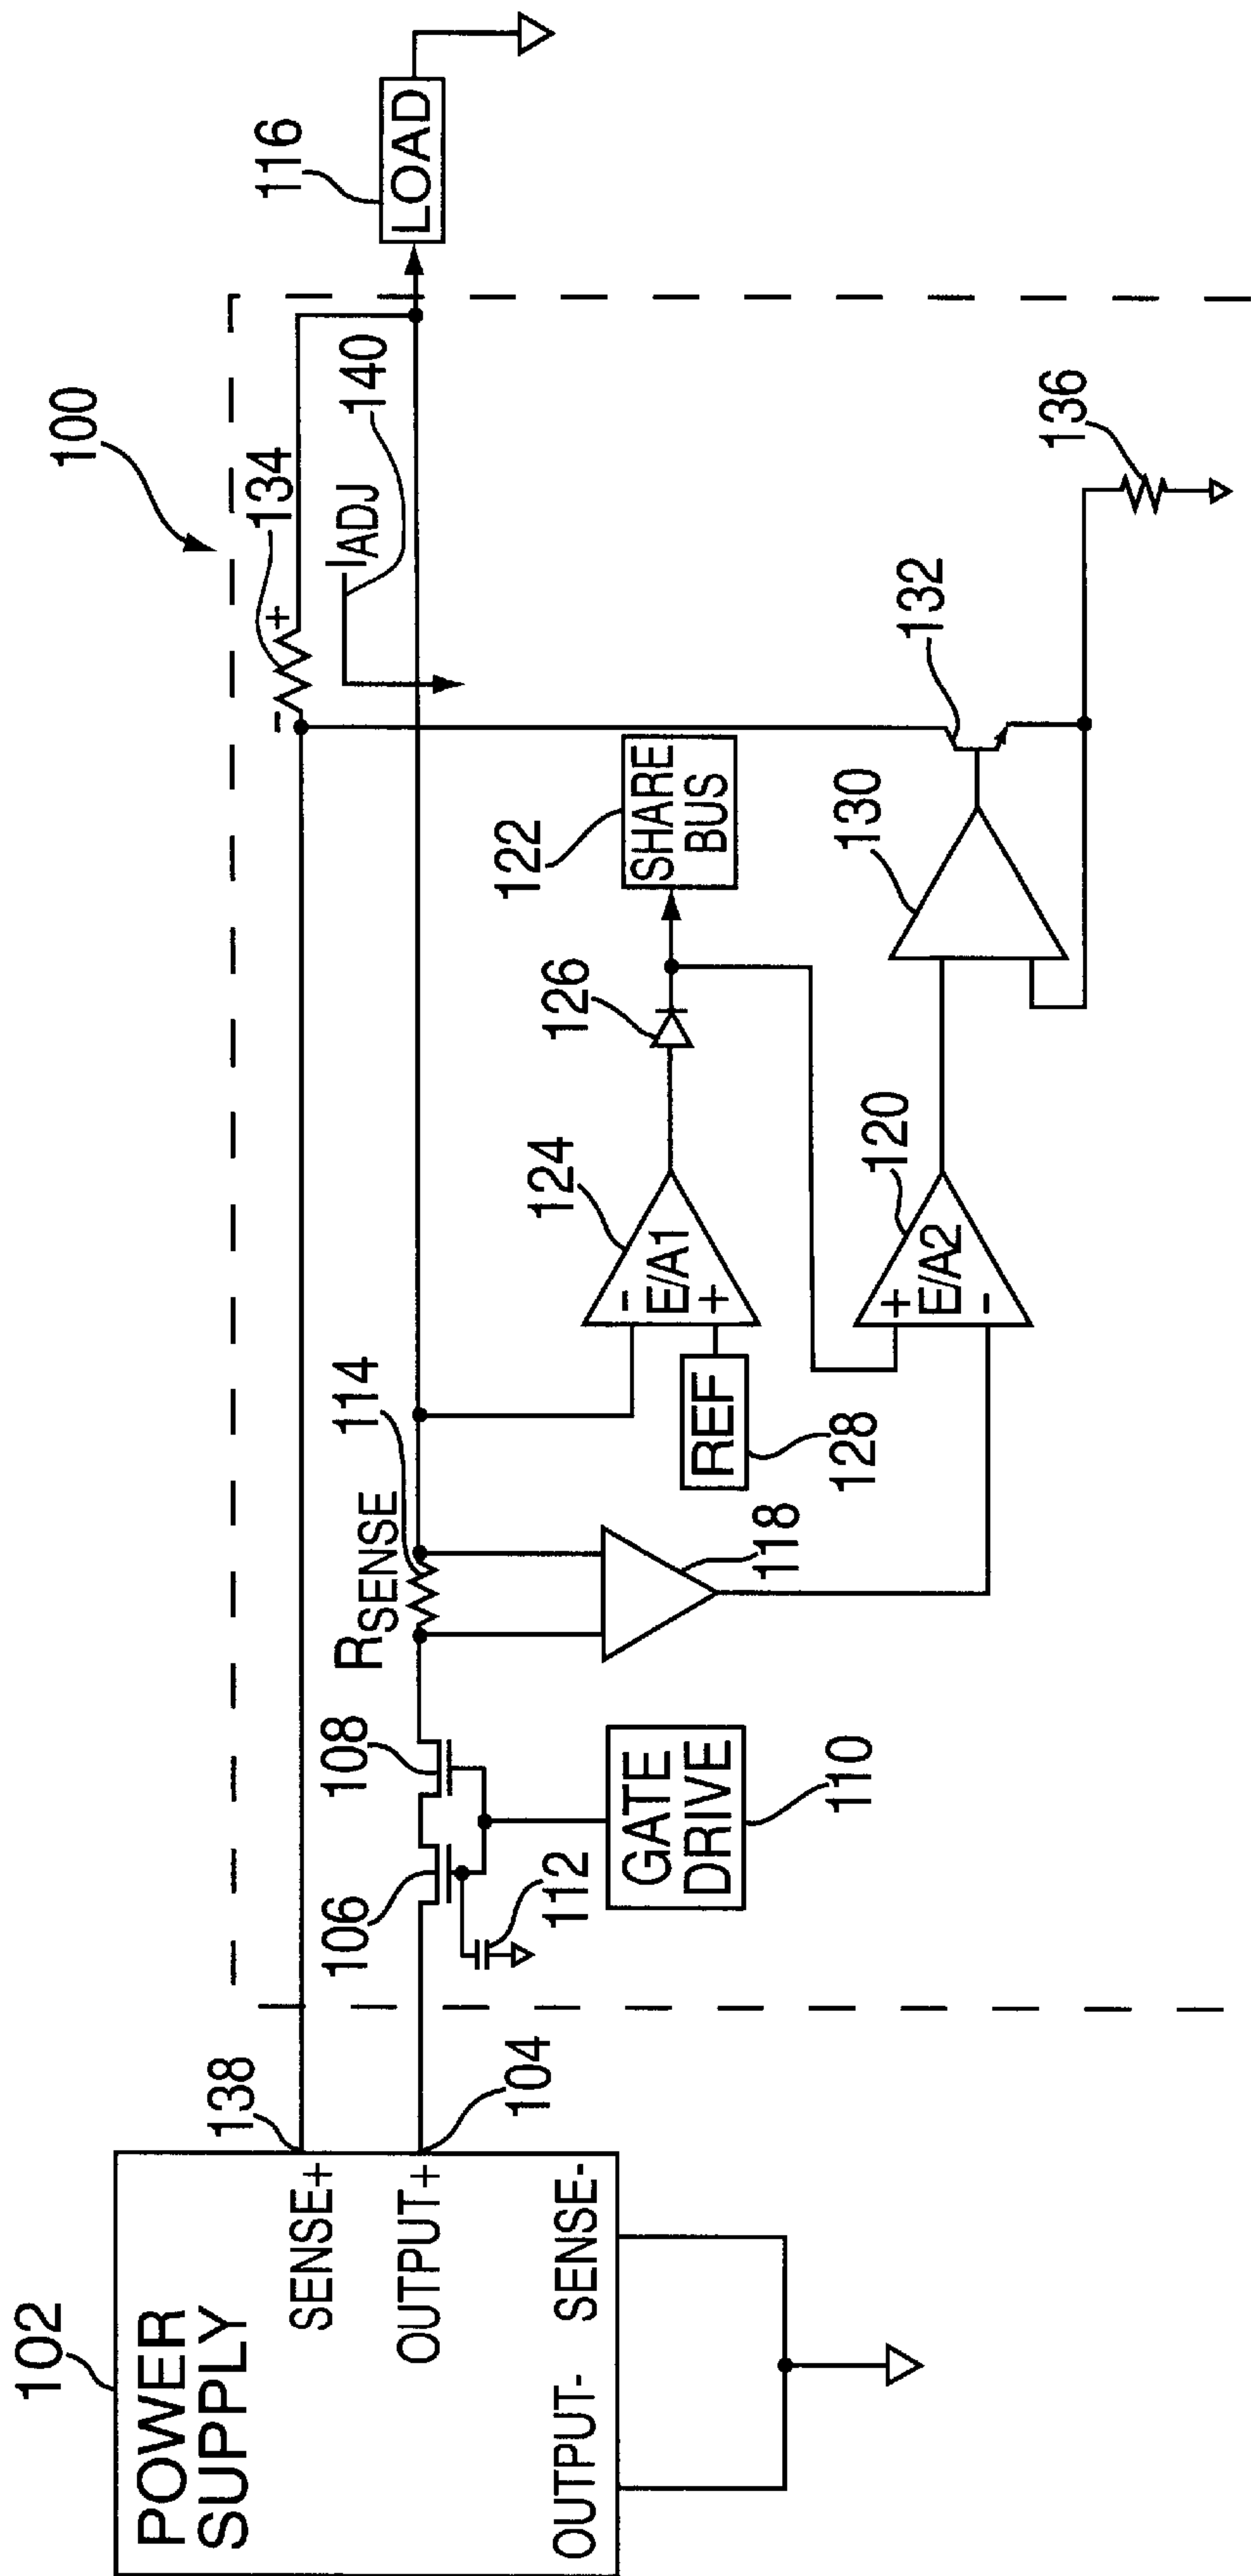 100
102
POWER
SUPPLY
138
SENSE+
OUTPUT+
104
OUTPUT-
SENSE-
106
108
112
GATE
DRIVE
110
RSENSE
114
118
REF
128
-
E/A1
+
124
126
122
SHARE
BUS
+
E/A2
-
120
130
132
136
-
+
134
IADJ
140
116
LOAD